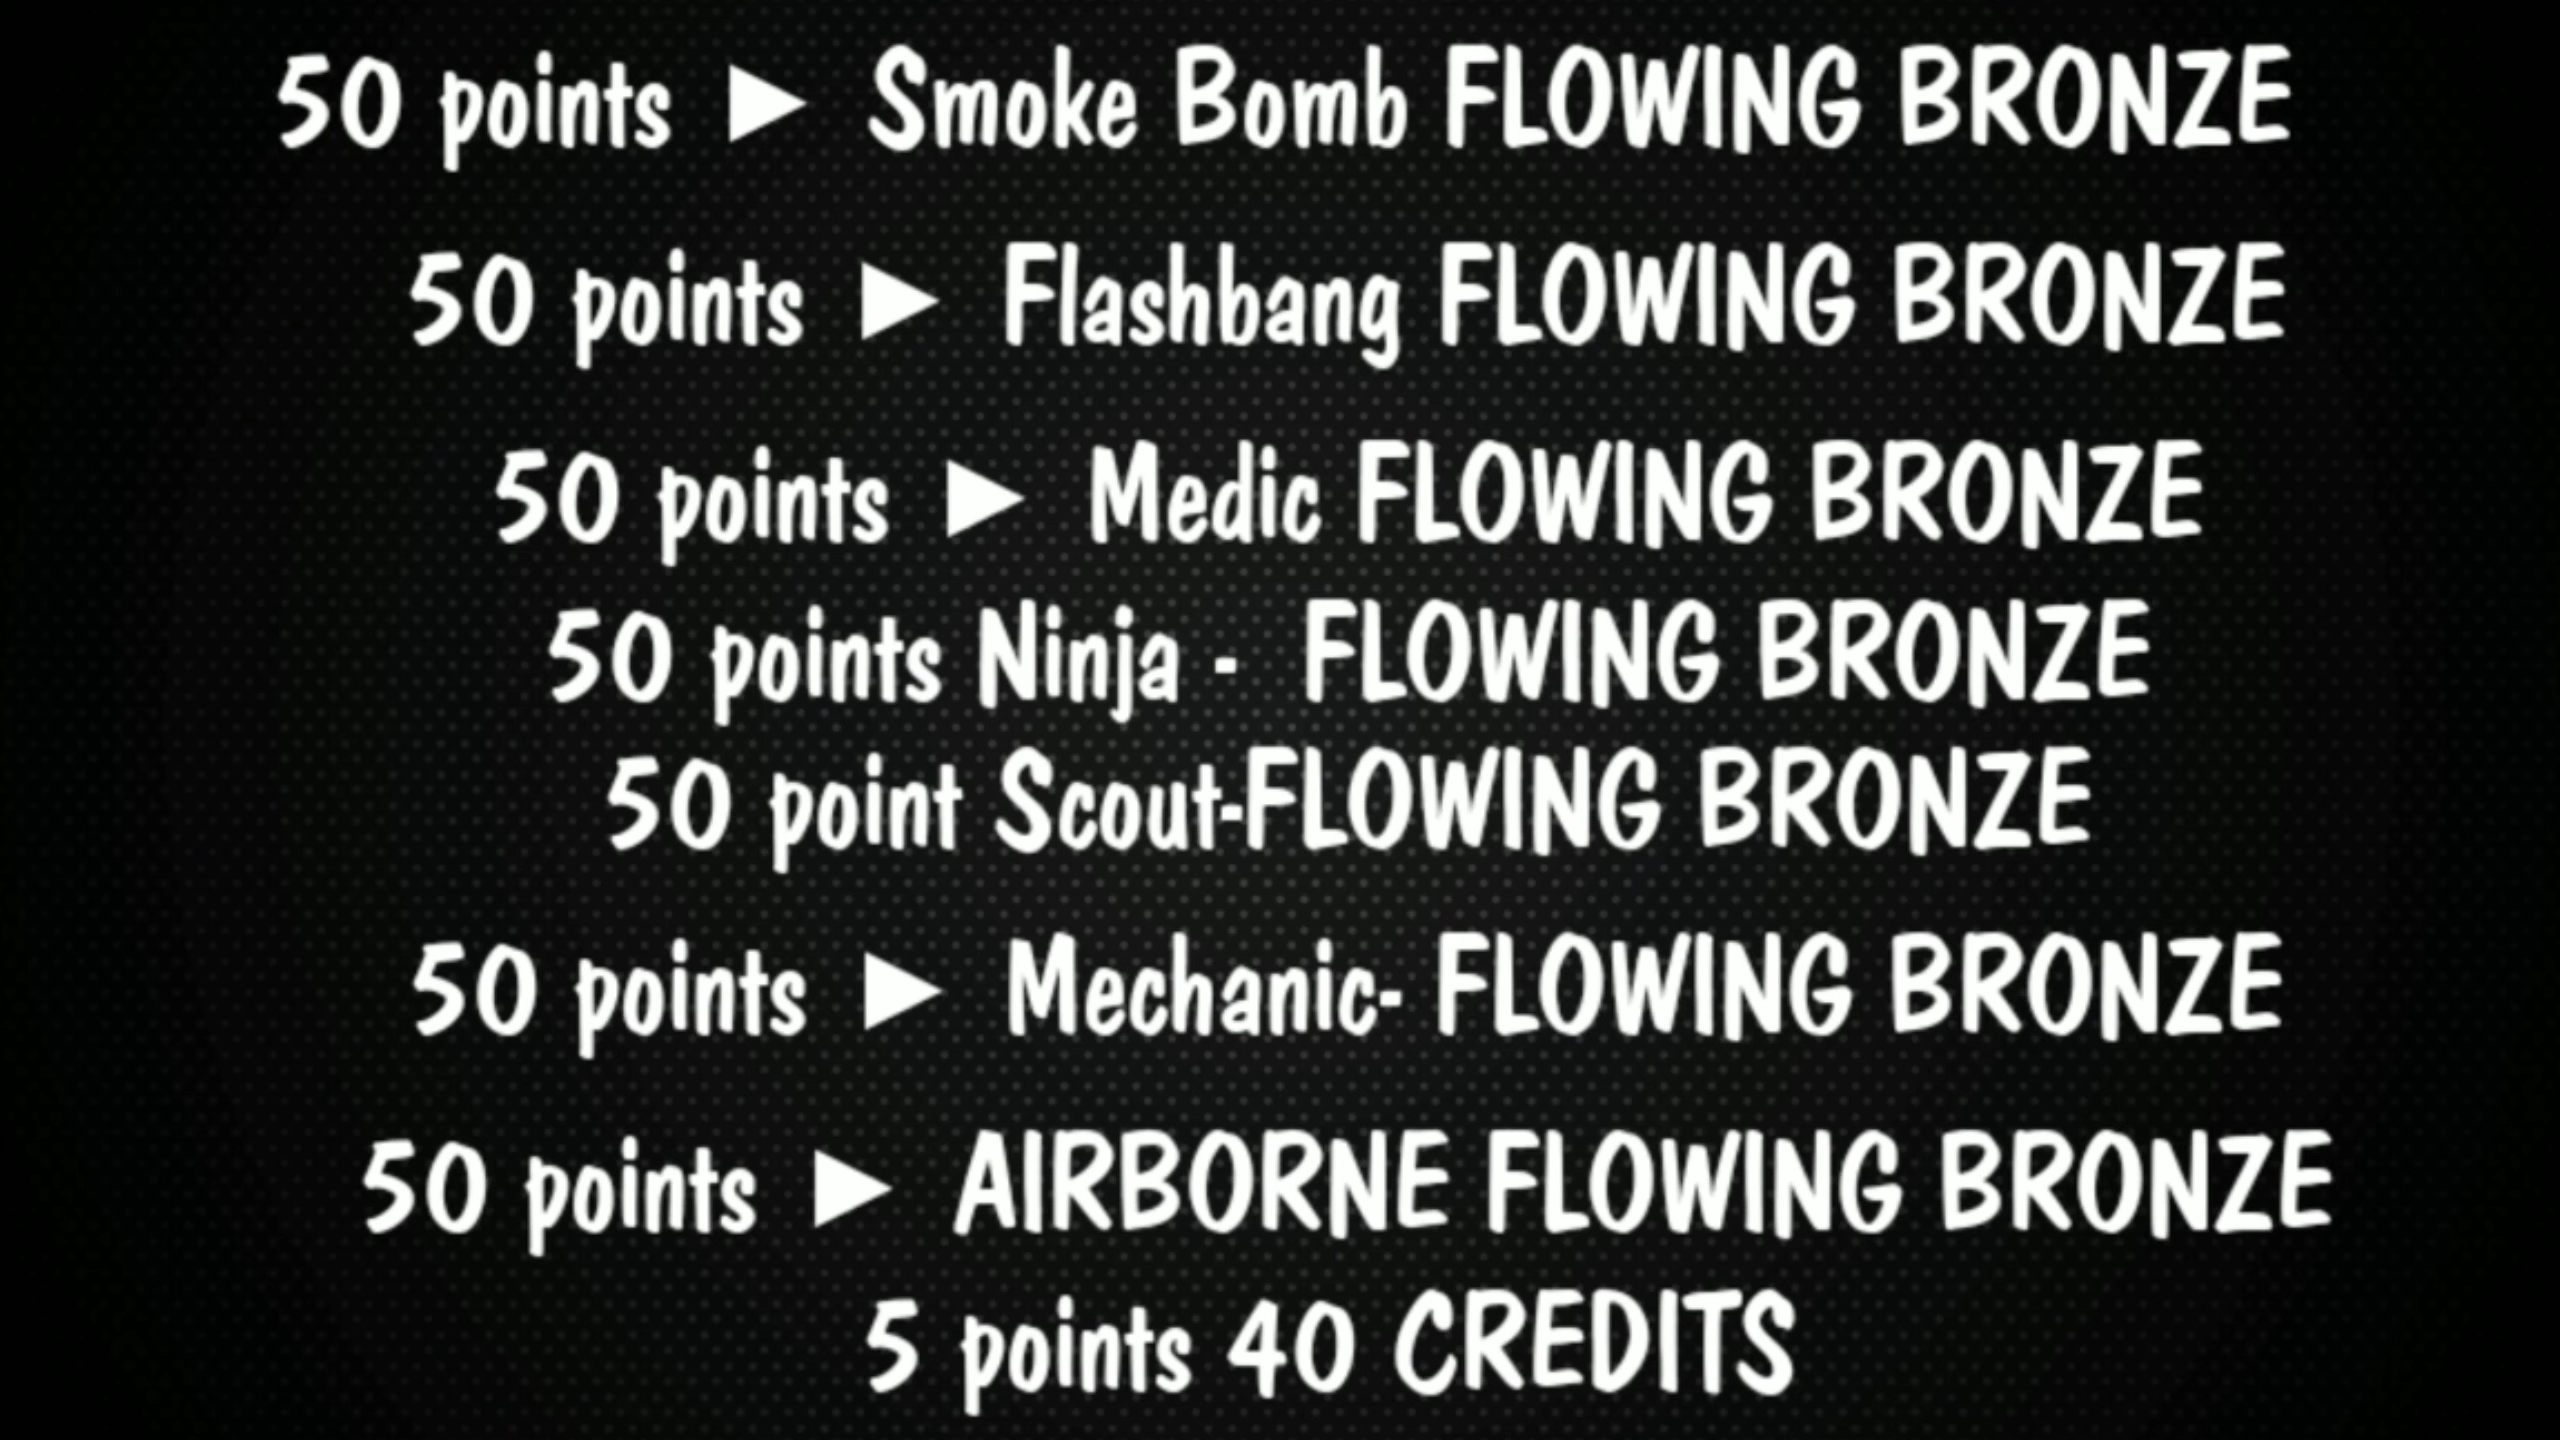 50 points ► Smoke Bomb FLOWING BRONZE
50 points ► Flashbang FLOWING BRONZE
50 points ► Medic FLOWING BRONZE
50 points Ninja - FLOWING BRONZE
50 point Scout-FLOWING BRONZE
50 points ► Mechanic- FLOWING BRONZE
50 points ► AIRBORNE FLOWING BRONZE
5 points 40 CREDITS